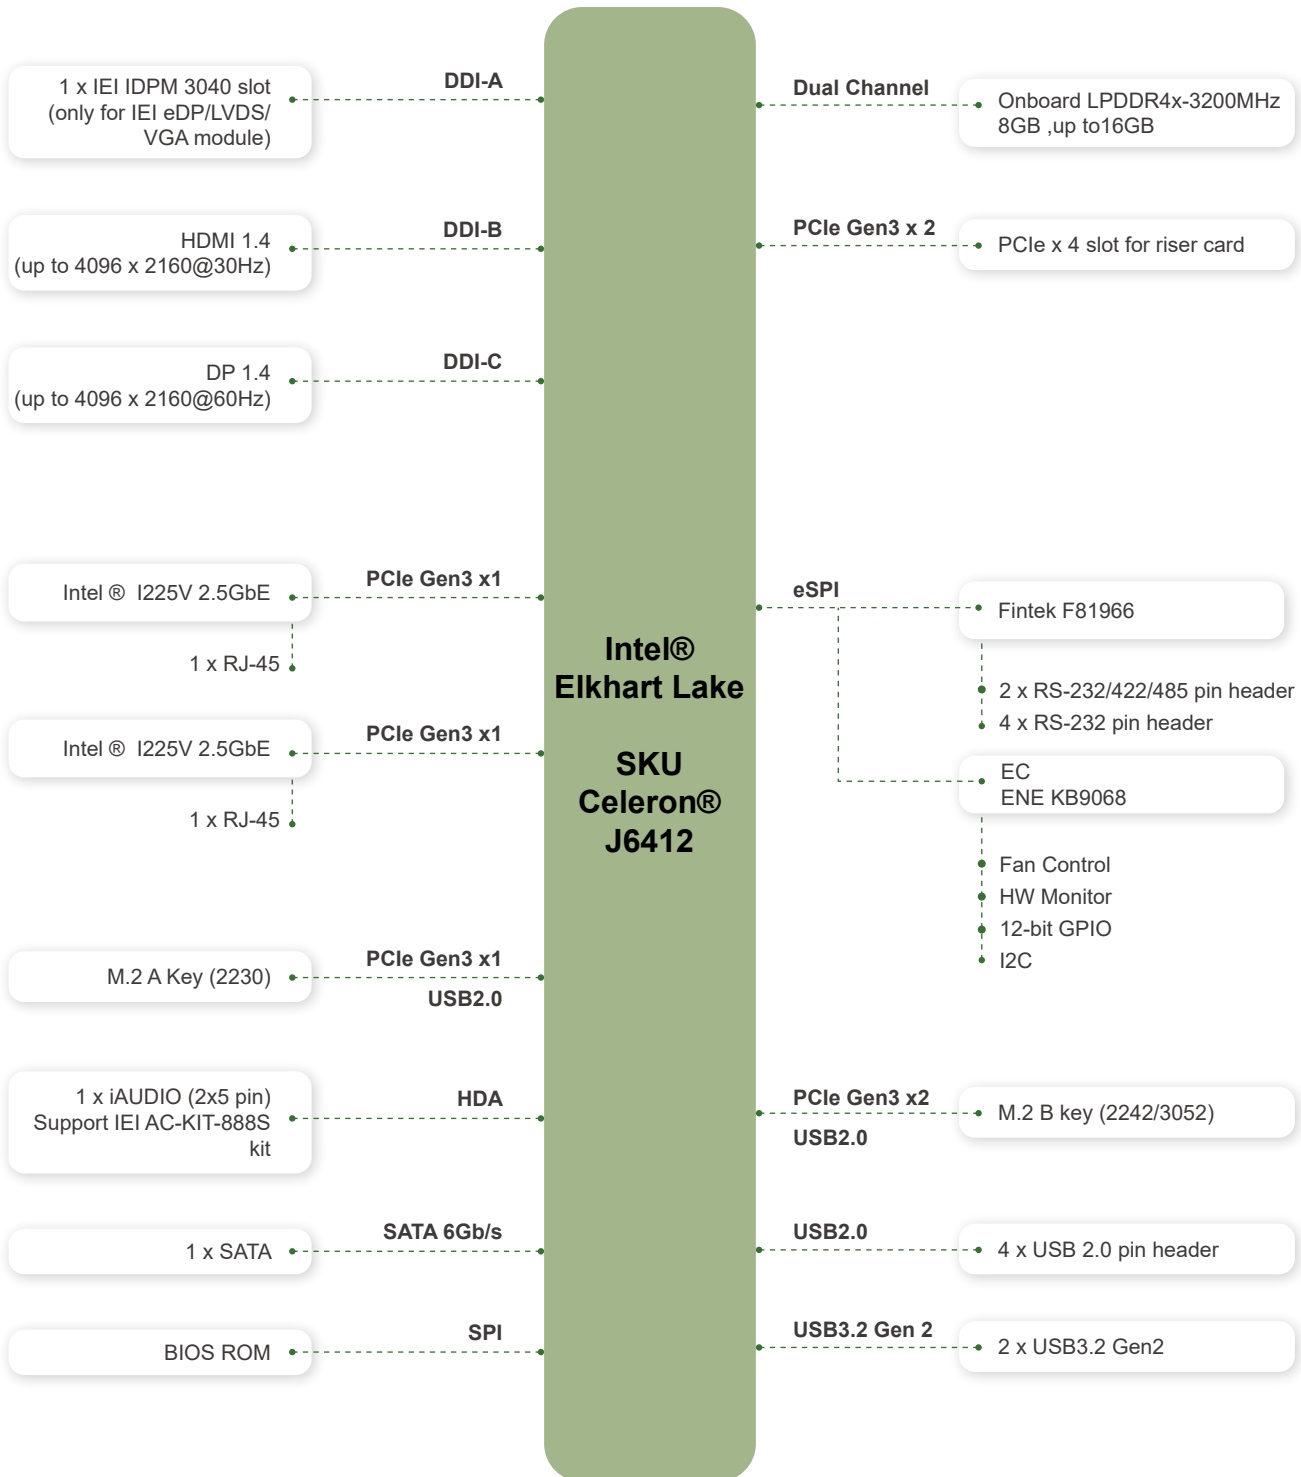 DDI-A
1 x IEI IDPM 3040 slot
(only for IEI eDP/LVDS/
VGA module)
DDI-B
HDMI 1.4
(up to 4096 x 2160@30Hz)
DDI-C
DP 1.4
(up to 4096 x 2160@60Hz)
PCIe Gen3 x1
Intel ® I225V 2.5GbE
1 x RJ-45
PCIe Gen3 x1
Intel ® I225V 2.5GbE
1 x RJ-45
PCIe Gen3 x1
M.2 A Key (2230)
USB2.0
HDA
1 x iAUDIO (2x5 pin)
Support IEI AC-KIT-888S
kit
SATA 6Gb/s
1 x SATA
SPI
BIOS ROM
Intel®
Elkhart Lake
SKU
Celeron®
J6412
Dual Channel
Onboard LPDDR4x-3200MHz
8GB ,up to16GB
PCIe Gen3 x 2
PCIe x 4 slot for riser card
eSPI
Fintek F81966
2 x RS-232/422/485 pin header
4 x RS-232 pin header
EC
ENE KB9068
Fan Control
HW Monitor
12-bit GPIO
I2C
PCIe Gen3 x2
M.2 B key (2242/3052)
USB2.0
USB2.0
4 x USB 2.0 pin header
USB3.2 Gen 2
2 x USB3.2 Gen2